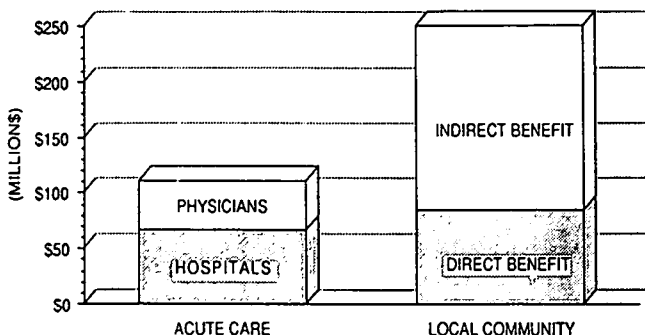 $250
$200
$150
$100
$50
$0
(MILLION$)
PHYSICIANS
HOSPITALS
INDIRECT BENEFIT
DIRECT BENEFIT
ACUTE CARE
LOCAL COMMUNITY